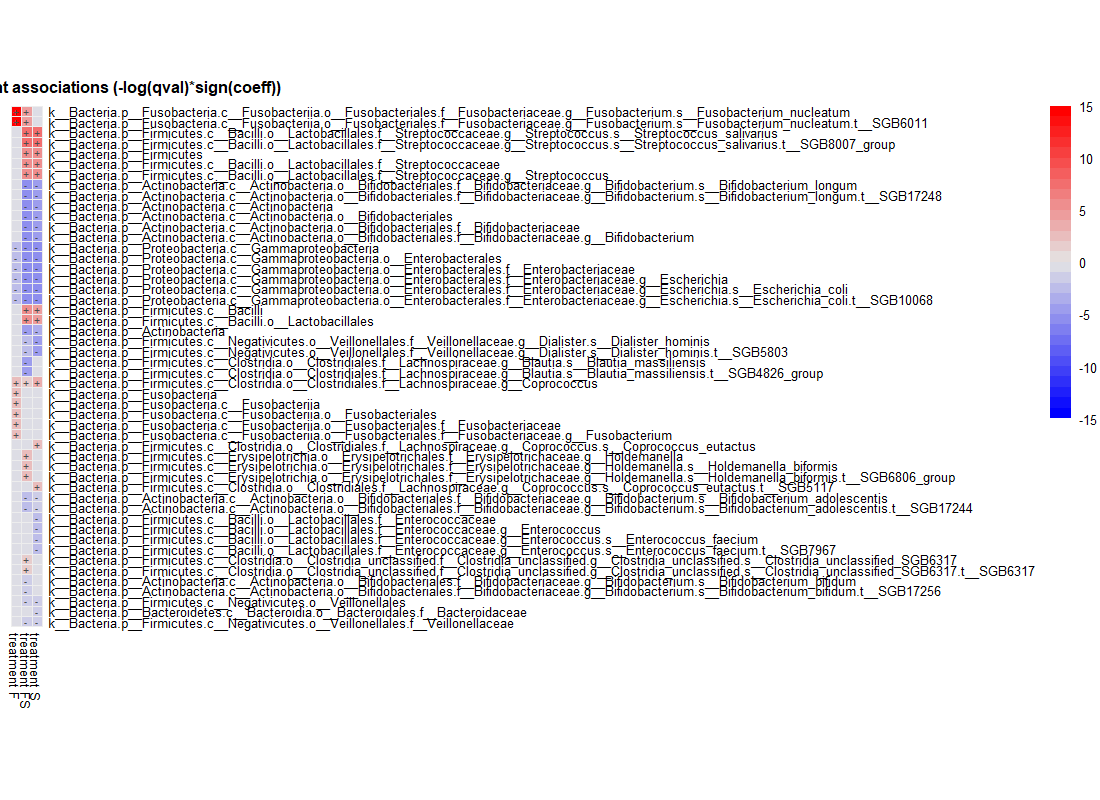 nt associations (-log(qval)*sign(coeff))
k__Bacteria.p__Fusobacteria.c__Fusobacteriia.o__Fusobacteriales.f__Fusobacteriaceae.g__Fusobacterium.s__Fusobacterium_nucleatum
k__Bacteria.p__Fusobacteria.c__Fusobacteriia.o__Fusobacteriales.f__Fusobacteriaceae.g__Fusobacterium.s__Fusobacterium_nucleatum.t__SGB6011
k__Bacteria.p__Firmicutes.c__Bacilli.o__Lactobacillales.f__Streptococcaceae.g__Streptococcus.s__Streptococcus_salivarius
k__Bacteria.p__Firmicutes.c__Bacilli.o__Lactobacillales.f__Streptococcaceae.g__Streptococcus.s__Streptococcus_salivarius.t__SGB8007_group
k__Bacteria.p__Firmicutes
k__Bacteria.p__Firmicutes.c__Bacilli.o__Lactobacillales.f__Streptococcaceae
k__Bacteria.p__Firmicutes.c__Bacilli.o__Lactobacillales.f__Streptococcaceae.g__Streptococcus
k__Bacteria.p__Actinobacteria.c__Actinobacteria.o__Bifidobacteriales.f__Bifidobacteriaceae.g__Bifidobacterium.s__Bifidobacterium_longum
k__Bacteria.p__Actinobacteria.c__Actinobacteria.o__Bifidobacteriales.f__Bifidobacteriaceae.g__Bifidobacterium.s__Bifidobacterium_longum.t__SGB17248
k__Bacteria.p__Actinobacteria.c__Actinobacteria
k__Bacteria.p__Actinobacteria.c__Actinobacteria.o__Bifidobacteriales
k__Bacteria.p__Actinobacteria.c__Actinobacteria.o__Bifidobacteriales.f__Bifidobacteriaceae
k__Bacteria.p__Actinobacteria.c__Actinobacteria.o__Bifidobacteriales.f__Bifidobacteriaceae.g__Bifidobacterium
k__Bacteria.p__Proteobacteria.c__Gammaproteobacteria
k__Bacteria.p__Proteobacteria.c__Gammaproteobacteria.o__Enterobacterales
k__Bacteria.p__Proteobacteria.c__Gammaproteobacteria.o__Enterobacterales.f__Enterobacteriaceae
k__Bacteria.p__Proteobacteria.c__Gammaproteobacteria.o__Enterobacterales.f__Enterobacteriaceae.g__Escherichia
k__Bacteria.p__Proteobacteria.c__Gammaproteobacteria.o__Enterobacterales.f__Enterobacteriaceae.g__Escherichia.s__Escherichia_coli
k__Bacteria.p__Proteobacteria.c__Gammaproteobacteria.o__Enterobacterales.f__Enterobacteriaceae.g__Escherichia.s__Escherichia_coli.t__SGB10068
k__Bacteria.p__Firmicutes.c__Bacilli
k__Bacteria.p__Firmicutes.c__Bacilli.o__Lactobacillales
k__Bacteria.p__Actinobacteria
k__Bacteria.p__Firmicutes.c__Negativicutes.o__Veillonellales.f__Veillonellaceae.g__Dialister.s__Dialister_hominis
k__Bacteria.p__Firmicutes.c__Negativicutes.o__Veillonellales.f__Veillonellaceae.g__Dialister.s__Dialister_hominis.t__SGB5803
k__Bacteria.p__Firmicutes.c__Clostridia.o__Clostridiales.f__Lachnospiraceae.g__Blautia.s__Blautia_massiliensis
k__Bacteria.p__Firmicutes.c__Clostridia.o__Clostridiales.f__Lachnospiraceae.g__Blautia.s__Blautia_massiliensis.t__SGB4826_group
k__Bacteria.p__Firmicutes.c__Clostridia.o__Clostridiales.f__Lachnospiraceae.g__Coprococcus
k__Bacteria.p__Fusobacteria
k__Bacteria.p__Fusobacteria.c__Fusobacteriia
k__Bacteria.p__Fusobacteria.c__Fusobacteriia.o__Fusobacteriales
k__Bacteria.p__Fusobacteria.c__Fusobacteriia.o__Fusobacteriales.f__Fusobacteriaceae
k__Bacteria.p__Fusobacteria.c__Fusobacteriia.o__Fusobacteriales.f__Fusobacteriaceae.g__Fusobacterium
k__Bacteria.p__Firmicutes.c__Clostridia.o__Clostridiales.f__Lachnospiraceae.g__Coprococcus.s__Coprococcus_eutactus
k__Bacteria.p__Firmicutes.c__Erysipelotrichia.o__Erysipelotrichales.f__Erysipelotrichaceae.g__Holdemanella
k__Bacteria.p__Firmicutes.c__Erysipelotrichia.o__Erysipelotrichales.f__Erysipelotrichaceae.g__Holdemanella.s__Holdemanella_biformis
k__Bacteria.p__Firmicutes.c__Erysipelotrichia.o__Erysipelotrichales.f__Erysipelotrichaceae.g__Holdemanella.s__Holdemanella_biformis.t__SGB6806_group
k__Bacteria.p__Firmicutes.c__Clostridia.o__Clostridiales.f__Lachnospiraceae.g__Coprococcus.s__Coprococcus_eutactus.t__SGB5117
k__Bacteria.p__Actinobacteria.c__Actinobacteria.o__Bifidobacteriales.f__Bifidobacteriaceae.g__Bifidobacterium.s__Bifidobacterium_adolescentis
k__Bacteria.p__Actinobacteria.c__Actinobacteria.o__Bifidobacteriales.f__Bifidobacteriaceae.g__Bifidobacterium.s__Bifidobacterium_adolescentis.t__SGB17244
k__Bacteria.p__Firmicutes.c__Bacilli.o__Lactobacillales.f__Enterococcaceae
k__Bacteria.p__Firmicutes.c__Bacilli.o__Lactobacillales.f__Enterococcaceae.g__Enterococcus
k__Bacteria.p__Firmicutes.c__Bacilli.o__Lactobacillales.f__Enterococcaceae.g__Enterococcus.s__Enterococcus_faecium
k__Bacteria.p__Firmicutes.c__Bacilli.o__Lactobacillales.f__Enterococcaceae.g__Enterococcus.s__Enterococcus_faecium.t__SGB7967
k__Bacteria.p__Firmicutes.c__Clostridia.o__Clostridia_unclassified.f__Clostridia_unclassified.g__Clostridia_unclassified.s__Clostridia_unclassified_SGB6317
k__Bacteria.p__Firmicutes.c__Clostridia.o__Clostridia_unclassified.f__Clostridia_unclassified.g__Clostridia_unclassified.s__Clostridia_unclassified_SGB6317.t__SGB6317
k__Bacteria.p__Actinobacteria.c__Actinobacteria.o__Bifidobacteriales.f__Bifidobacteriaceae.g__Bifidobacterium.s__Bifidobacterium_bifidum
k__Bacteria.p__Actinobacteria.c__Actinobacteria.o__Bifidobacteriales.f__Bifidobacteriaceae.g__Bifidobacterium.s__Bifidobacterium_bifidum.t__SGB17256
k__Bacteria.p__Firmicutes.c__Negativicutes.o__Veillonellales
k__Bacteria.p__Bacteroidetes.c__Bacteroidia.o__Bacteroidales.f__Bacteroidaceae
k__Bacteria.p__Firmicutes.c__Negativicutes.o__Veillonellales.f__Veillonellaceae
treatment F
treatment FS
treatment S
15
10
5
0
-5
-10
-15